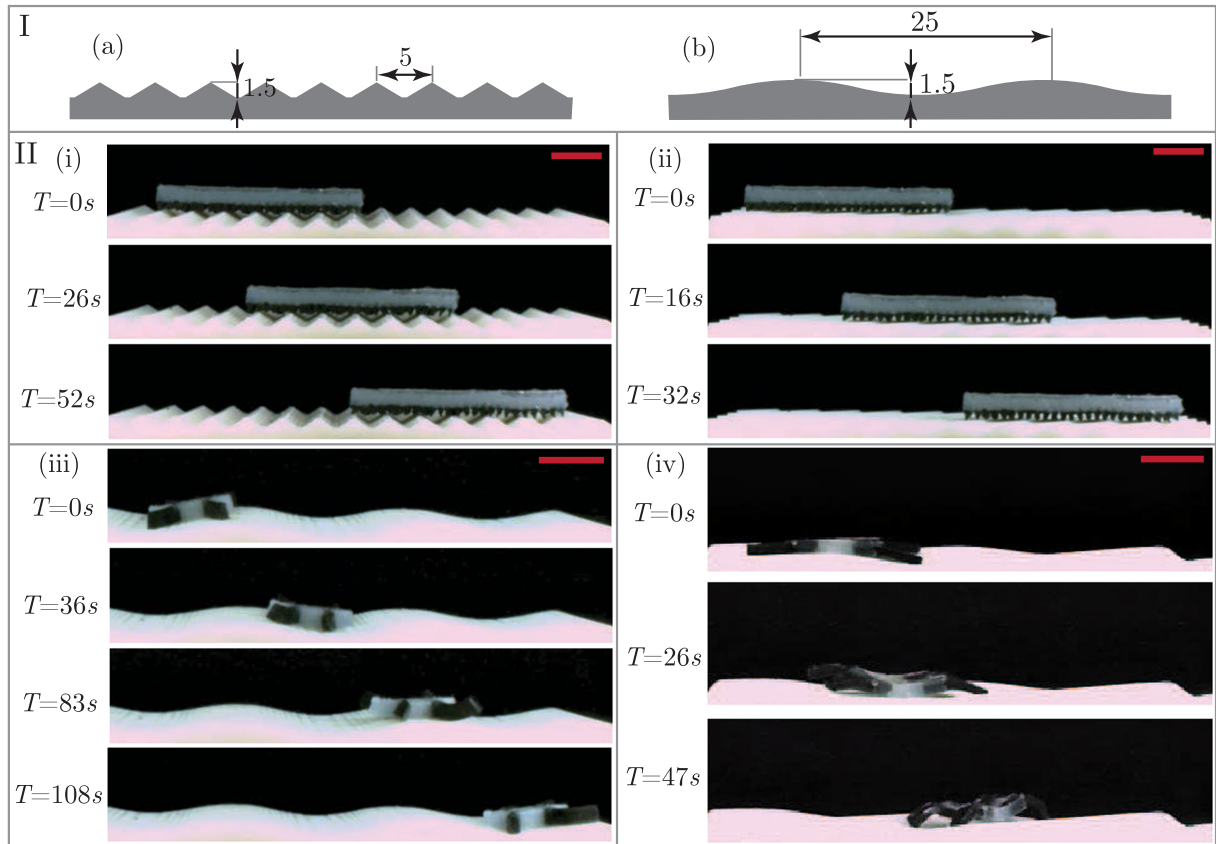 I
(a)
1.5
5
(b)
25
1.5
II
(i)
T=0s
T=26s
T=52s
(ii)
T=0s
T=16s
T=32s
(iii)
T=0s
T=36s
T=83s
T=108s
(iv)
T=0s
T=26s
T=47s